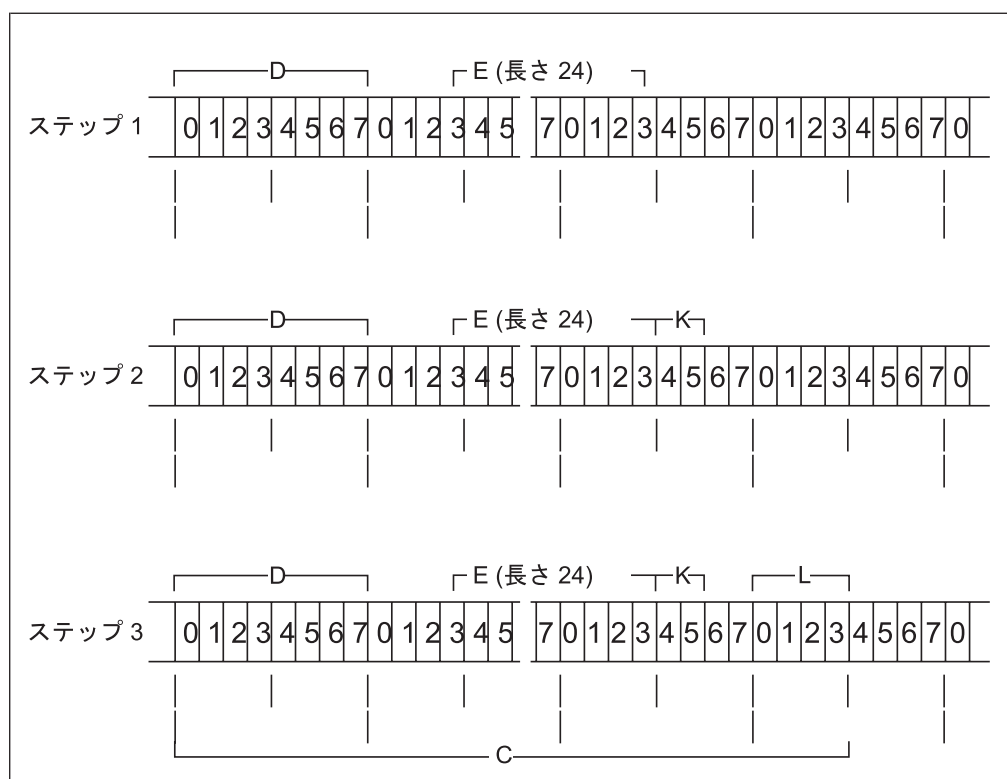 D E (長さ 24)
ステップ 1 0 1 2 3 4 5 6 7 0 1 2 3 4 5 7 0 1 2 3 4 5 6 7 0 1 2 3 4 5 6 7 0
D E (長さ 24) K
ステップ 2 0 1 2 3 4 5 6 7 0 1 2 3 4 5 7 0 1 2 3 4 5 6 7 0 1 2 3 4 5 6 7 0
D E (長さ 24) K L
ステップ 3 0 1 2 3 4 5 6 7 0 1 2 3 4 5 7 0 1 2 3 4 5 6 7 0 1 2 3 4 5 6 7 0
C